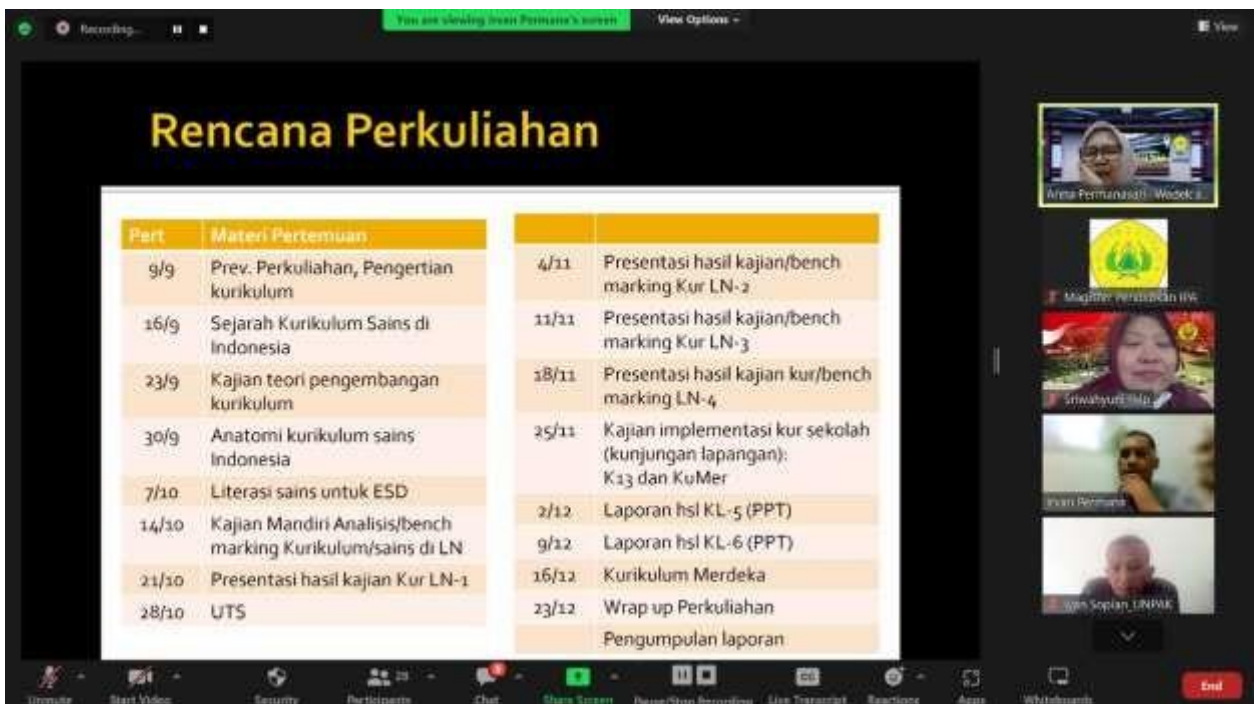 Recording...
You are viewing Irvan Permana's screen
View Options
View
Rencana Perkuliahan
Pert Materi Pertemuan
9/9 Prev. Perkuliahan, Pengertian
kurikulum
16/9 Sejarah Kurikulum Sains di
Indonesia
23/9 Kajian teori pengembangan
kurikulum
30/9 Anatomi kurikulum sains
Indonesia
7/10 Literasi sains untuk ESD
14/10 Kajian Mandiri Analisis/bench
marking Kurikulum/sains di LN
21/10 Presentasi hasil kajian Kur LN-1
28/10 UTS
4/11 Presentasi hasil kajian/bench
marking Kur LN-2
11/11 Presentasi hasil kajian/bench
marking Kur LN-3
18/11 Presentasi hasil kajian kur/bench
marking LN-4
25/11 Kajian implementasi kur sekolah
(kunjungan lapangan):
K13 dan KuMer
2/12 Laporan hsl KL-5 (PPT)
9/12 Laporan hsl KL-6 (PPT)
16/12 Kurikulum Merdeka
23/12 Wrap up Perkuliahan
Pengumpulan laporan
Anna Permanasari - Wadek
Magister Pendidikan IPA
Sriwahyuni
Irvan Permana
Iyan Sopian_UNPAK
Unmute
Start Video
Security
Participants
Chat
Share Screen
Pause/Stop Recording
Live Transcript
Reactions
Apps
Whiteboards
End